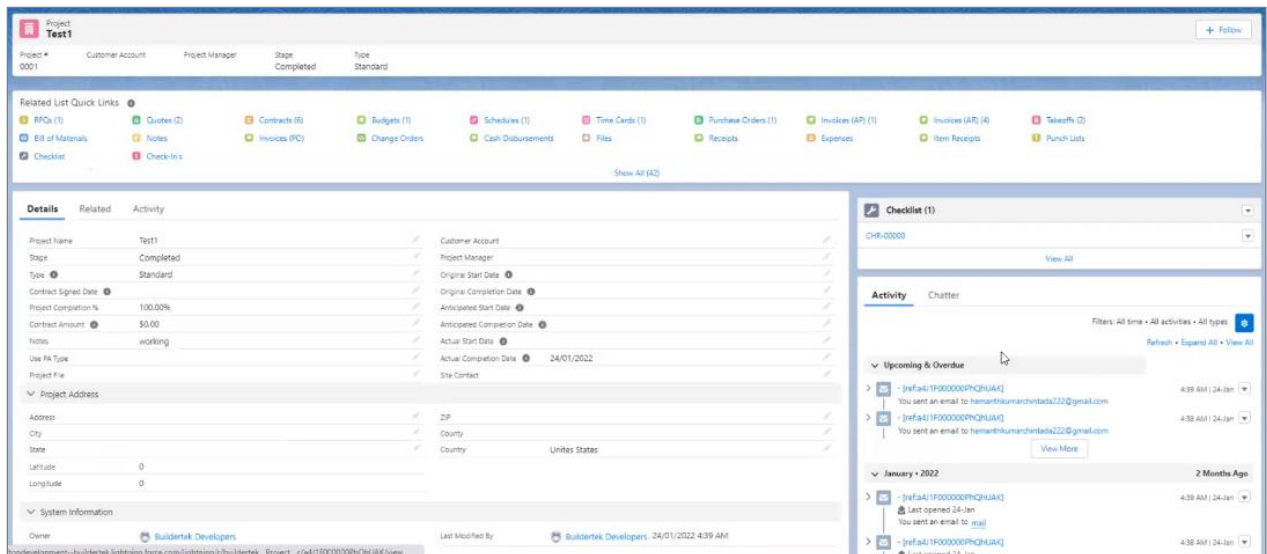 Project
Test1
+ Follow
Project # Customer Account Project Manager Stage Type
0001 Completed Standard
Related List Quick Links
RFQs (1) Quotes (2) Contracts (6) Budgets (1) Schedules (1) Time Cards (1) Purchase Orders (1) Invoices (AP) (1) Invoices (AR) (4) Takeoffs (2)
Bill of Materials Notes Invoices (PO) Change Orders Cash Disbursements Files Receipts Expenses Item Receipts Punch Lists
Checklist Check-In's
Show All (42)
Details Related Activity
Project Name Test1 Customer Account
Stage Completed Project Manager
Type Standard Original Start Date
Contract Signed Date Original Completion Date
Project Completion % 100.00% Anticipated Start Date
Contract Amount $0.00 Anticipated Completion Date
Notes working Actual Start Date
Use PA Type Actual Completion Date 24/01/2022
Project File Site Contact
Project Address
Address ZIP
City County
State Country Unites States
Latitude 0
Longitude 0
System Information
Owner Buildertek Developers Last Modified By Buildertek Developers, 24/01/2022 4:39 AM
Checklist (1)
CHR-00000
View All
Activity Chatter
Filters: All time • All activities • All types
Refresh • Expand All • View All
Upcoming & Overdue
- [ref:a4J1F000000PhQhUAK] 4:39 AM | 24-Jan
You sent an email to hemanthkumarchintada222@gmail.com
- [ref:a4J1F000000PhQhUAK] 4:38 AM | 24-Jan
You sent an email to hemanthkumarchintada222@gmail.com
View More
January • 2022 2 Months Ago
- [ref:a4J1F000000PhQhUAK] 4:39 AM | 24-Jan
Last opened 24-Jan
You sent an email to mail
- [ref:a4J1F000000PhQhUAK] 4:38 AM | 24-Jan
Last opened 24-Jan